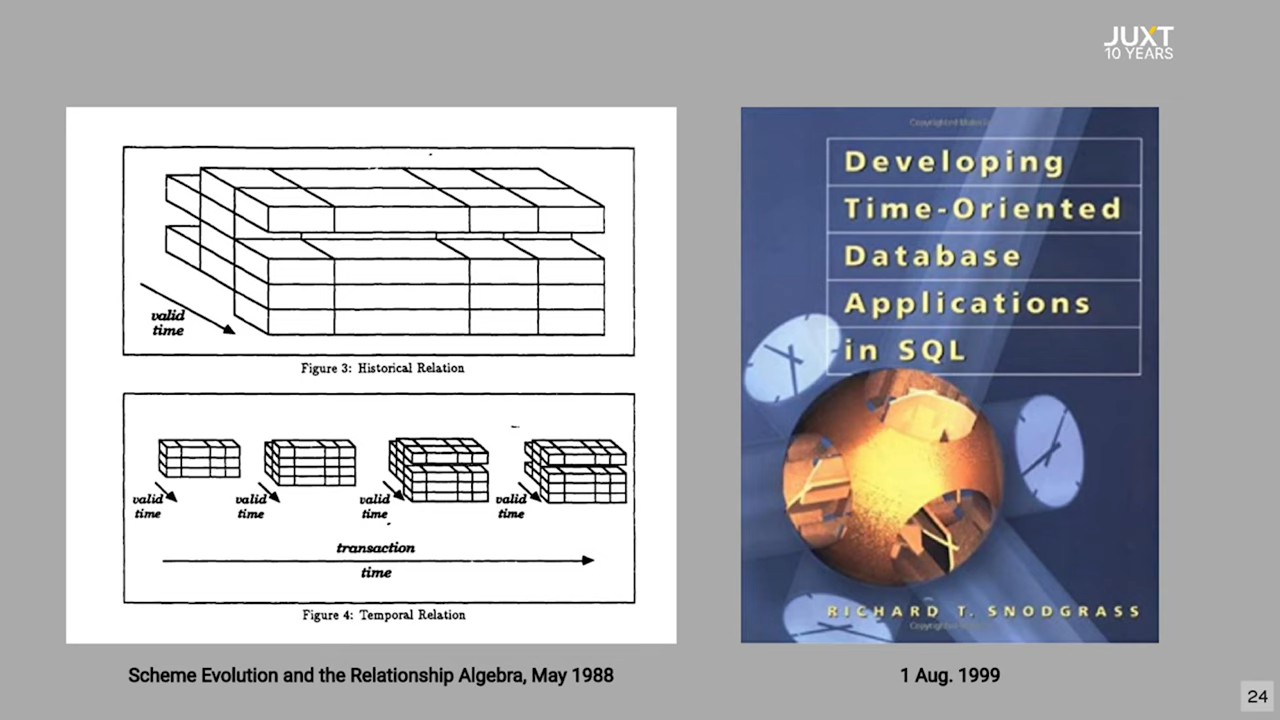 JUXT
10 YEARS
valid
time
Figure 3: Historical Relation
valid
time
valid
time
valid
time
valid
time
transaction
time
Figure 4: Temporal Relation
Scheme Evolution and the Relationship Algebra, May 1988
Developing
Time-Oriented
Database
Applications
in SQL
RICHARD T. SNODGRASS
1 Aug. 1999
24